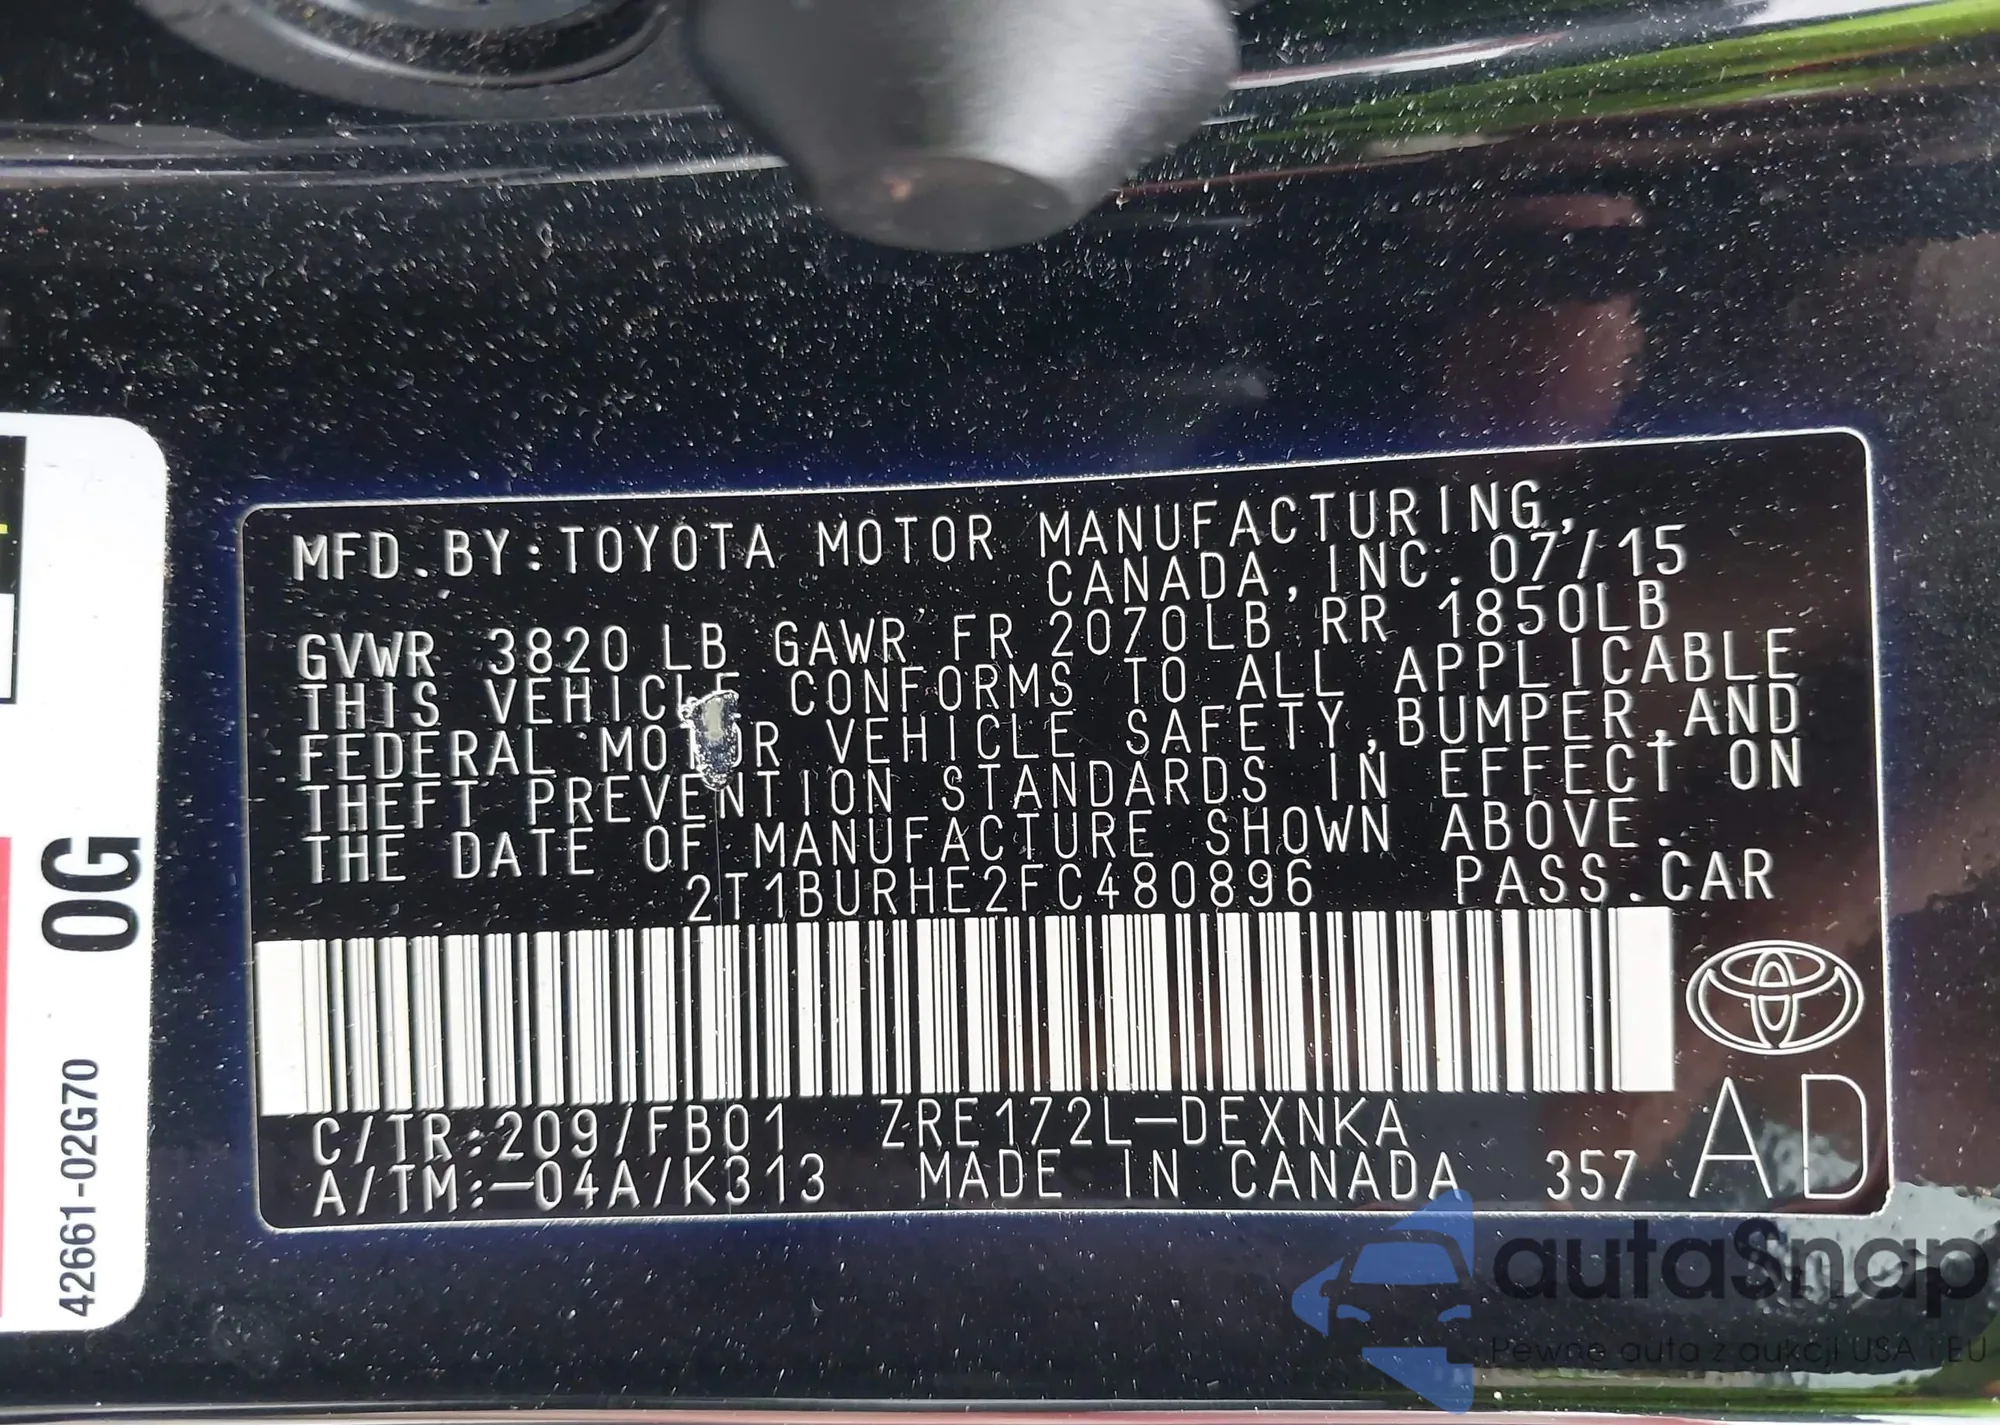 MFD.BY:TOYOTA MOTOR MANUFACTURING,
CANADA, INC. 07/15
GVWR 3820 LB GAWR FR 2070LB RR 1850LB
THIS VEHICLE CONFORMS TO ALL APPLICABLE
FEDERAL MOTOR VEHICLE SAFETY,BUMPER,AND
THEFT PREVENTION STANDARDS IN EFFECT ON
THE DATE OF MANUFACTURE SHOWN ABOVE.
2T1BURHE2FC480896 PASS.CAR
C/TR:209/FB01 ZRE172L-DEXNKA
A/TM:-04A/K313 MADE IN CANADA 357
AD
0G
42661-02G70
autoSnap
Pewne auta z aukcji USA i EU